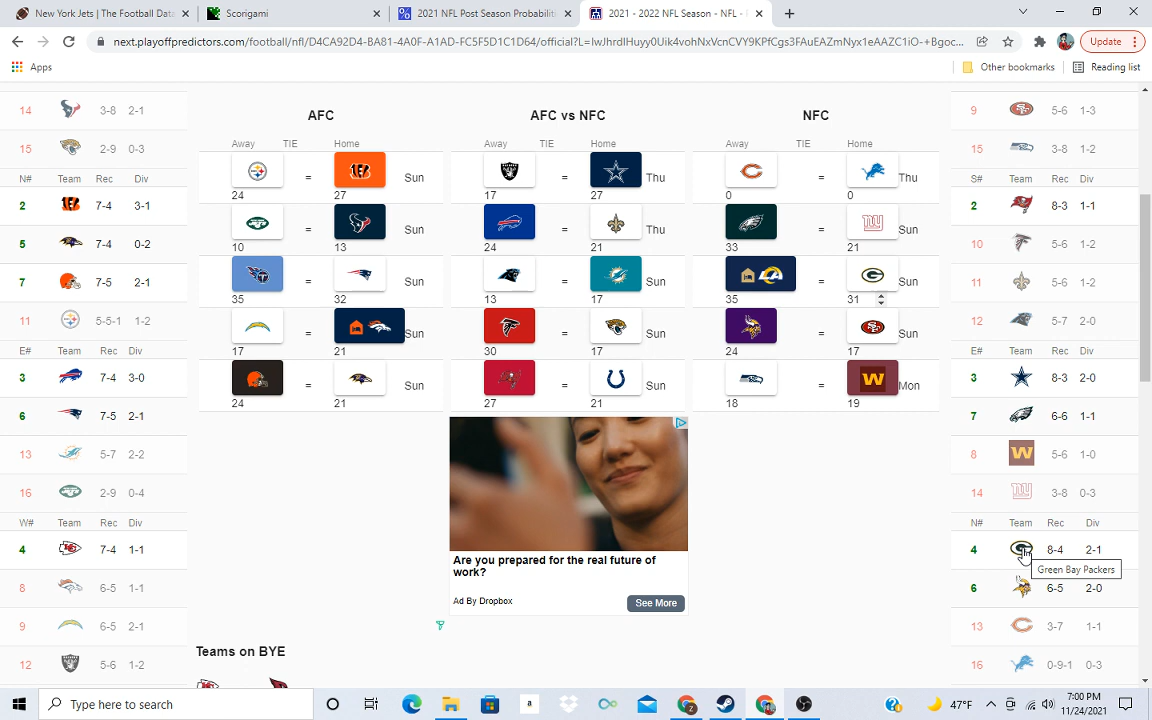 New York Jets | The Football Data
Scorigami
2021 NFL Post Season Probabiliti
2021 - 2022 NFL Season - NFL -
next.playoffpredictors.com/football/nfl/D4CA92D4-BA81-4A0F-A1AD-FC5F5D1C1D64/official?L=IwJhrdIHuyy0Uik4vohNxVcnCVY9KPfCgs3FAuEAZmNyx1eAAZC1iO-+Bgoc...
Update
Apps
Other bookmarks
Reading list
14 3-8 2-1
15 2-9 0-3
N# Team Rec Div
2 7-4 3-1
5 7-4 0-2
7 7-5 2-1
11 5-5-1 1-2
E# Team Rec Div
3 7-4 3-0
6 7-5 2-1
13 5-7 2-2
16 2-9 0-4
W# Team Rec Div
4 7-4 1-1
8 6-5 1-1
9 6-5 2-1
12 5-6 1-2
AFC
Away TIE Home
= Sun
24 27
= Sun
10 13
= Sun
35 32
= Sun
17 21
= Sun
24 21
AFC vs NFC
Away TIE Home
= Thu
17 27
= Thu
24 21
= Sun
13 17
= Sun
30 17
= Sun
27 21
NFC
Away TIE Home
= Thu
0 0
= Sun
33 21
= Sun
35 31
= Sun
24 17
= W Mon
18 19
Are you prepared for the real future of
work?
Ad By Dropbox
See More
Teams on BYE
9 5-6 1-3
15 3-8 1-2
S# Team Rec Div
2 8-3 1-1
10 5-6 1-2
11 5-6 1-2
12 5-7 2-0
E# Team Rec Div
3 8-3 2-0
7 6-6 1-1
8 W 5-6 1-0
14 3-8 0-3
N# Team Rec Div
4 8-4 2-1
Green Bay Packers
6 6-5 2-0
13 3-7 1-1
16 0-9-1 0-3
Type here to search
47°F
7:00 PM
11/24/2021